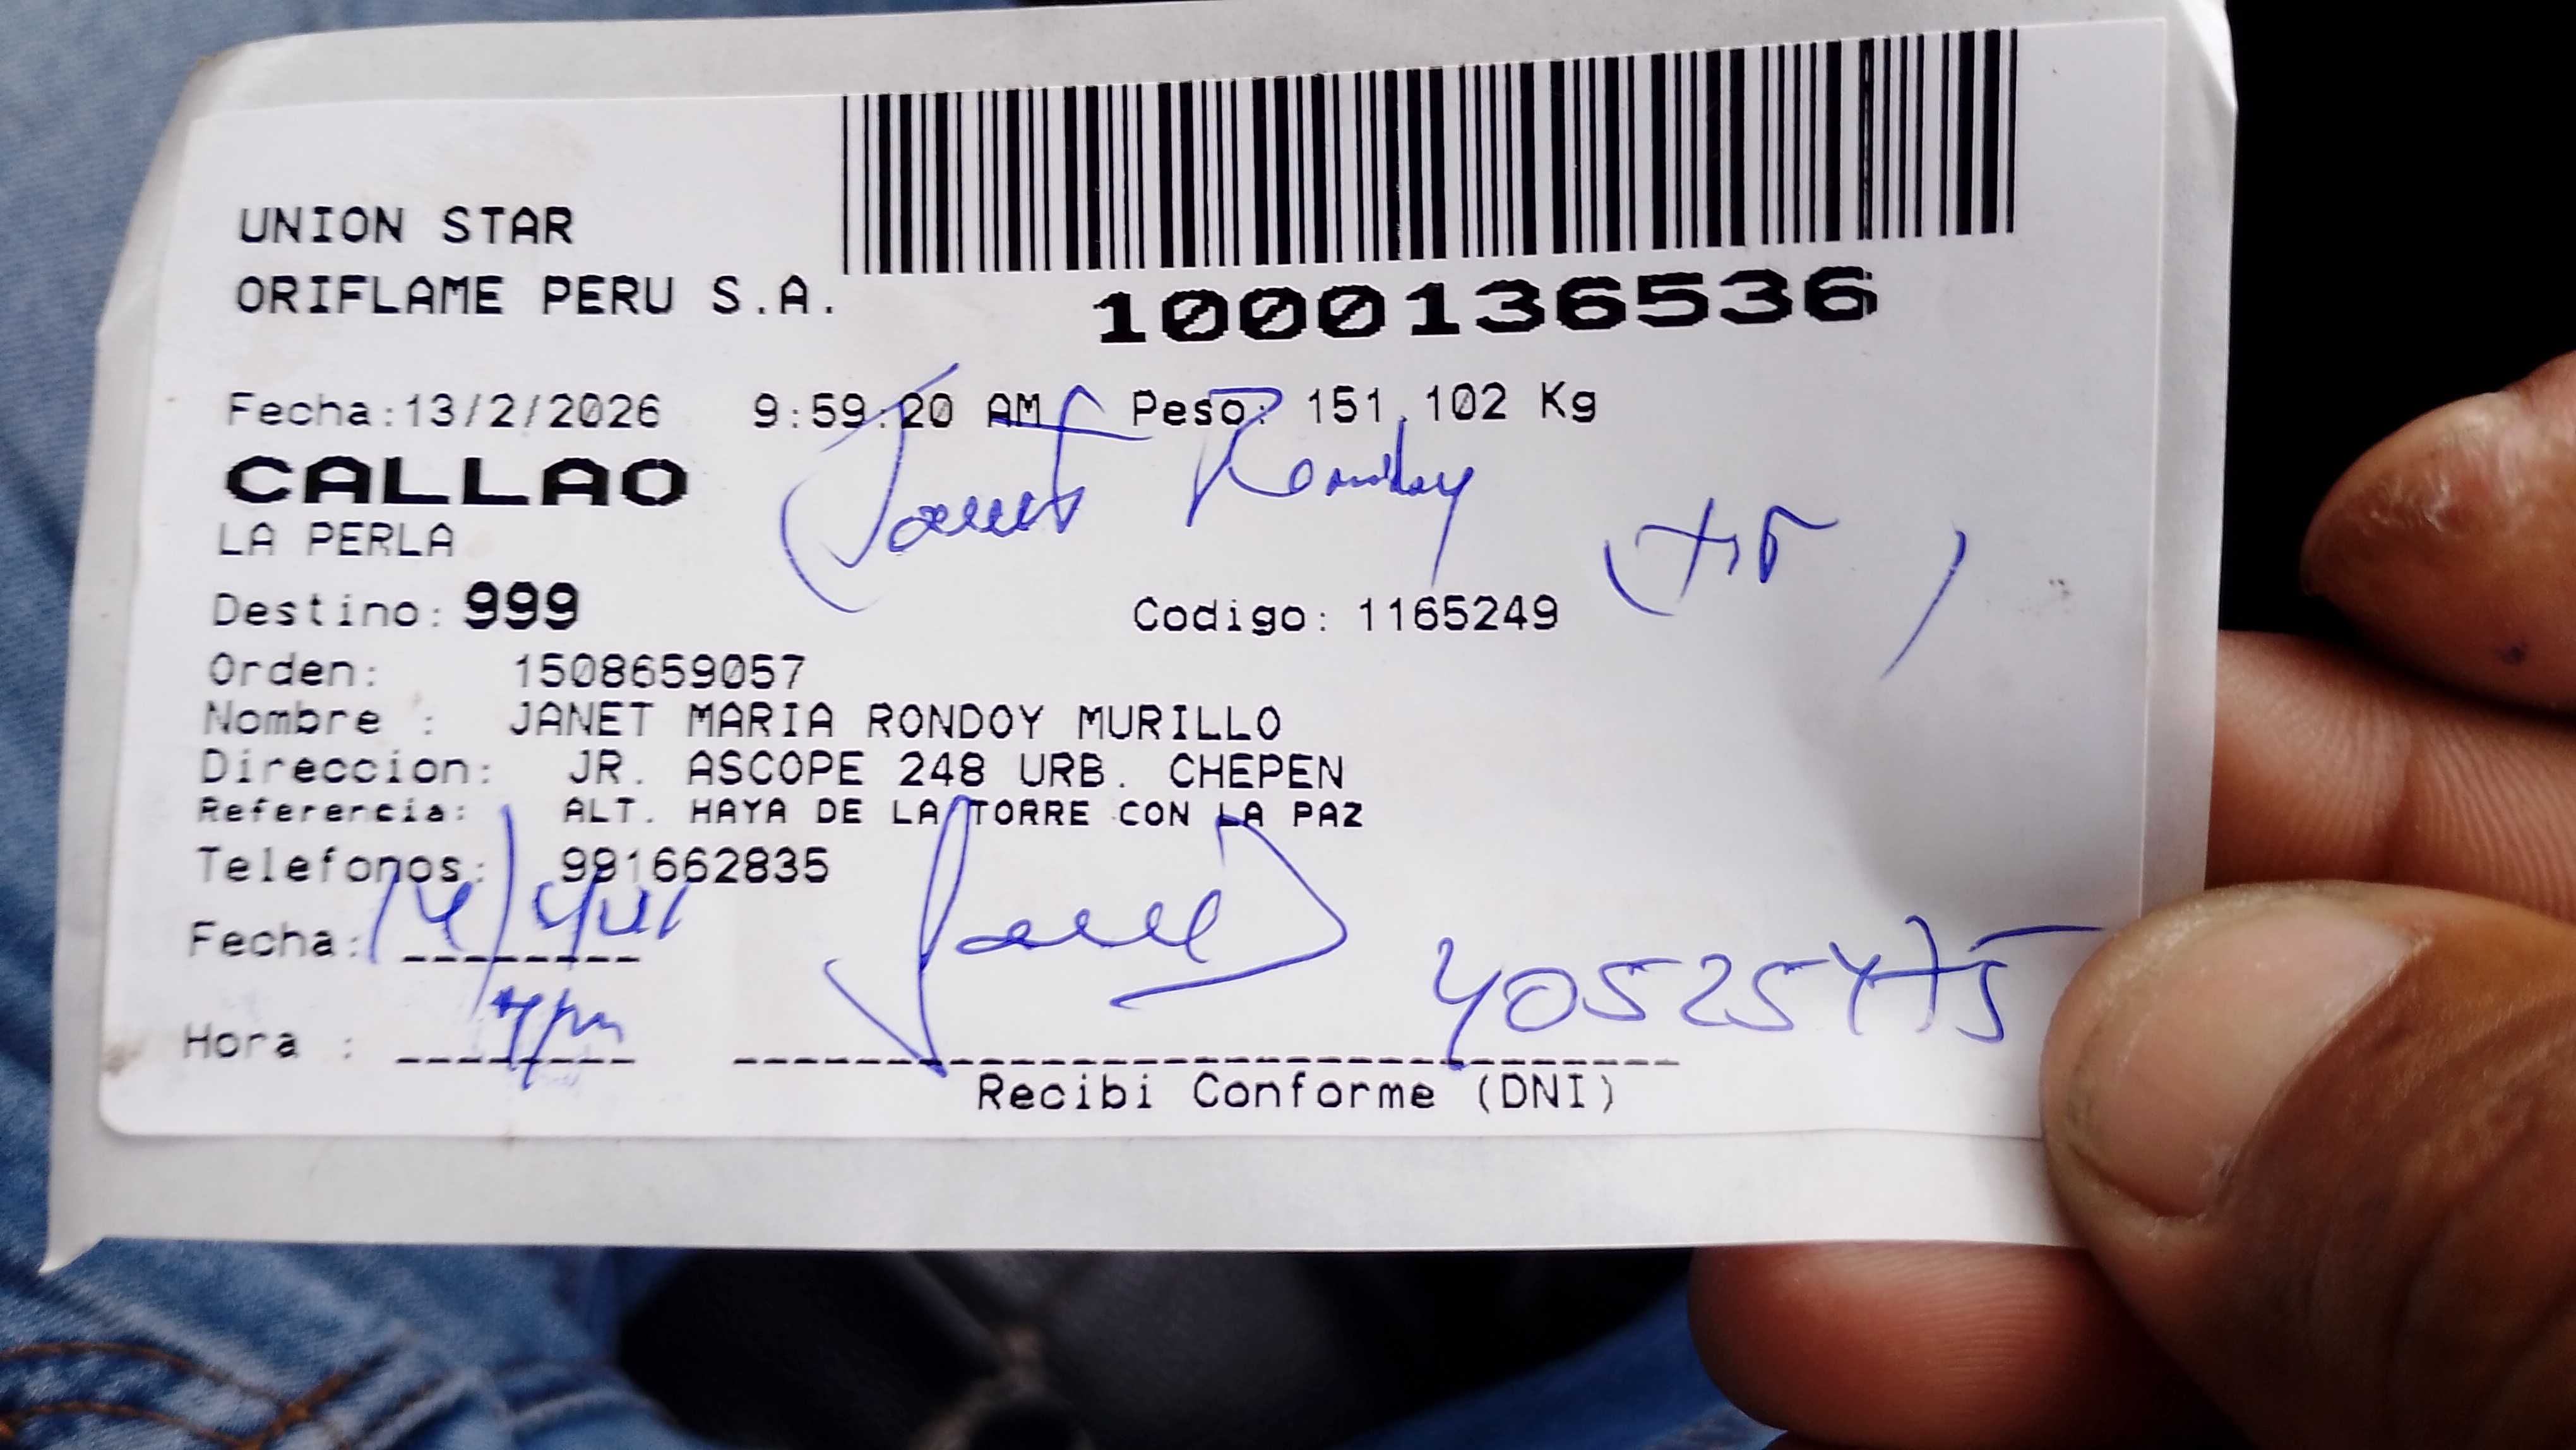 UNION STAR
ORIFLAME PERU S.A.
1000136536
Fecha:13/2/2026 9:59:20 AM Peso: 151.102 Kg
CALLAO
Janet Rondoy
LA PERLA
Destino: 999 Codigo: 1165249
Orden: 1508659057
Nombre : JANET MARIA RONDOY MURILLO
Direccion: JR. ASCOPE 248 URB. CHEPEN
Referencia: ALT. HAYA DE LA TORRE CON LA PAZ
Telefonos: 991662835
Fecha:
40525475
Hora :
Recibi Conforme (DNI)